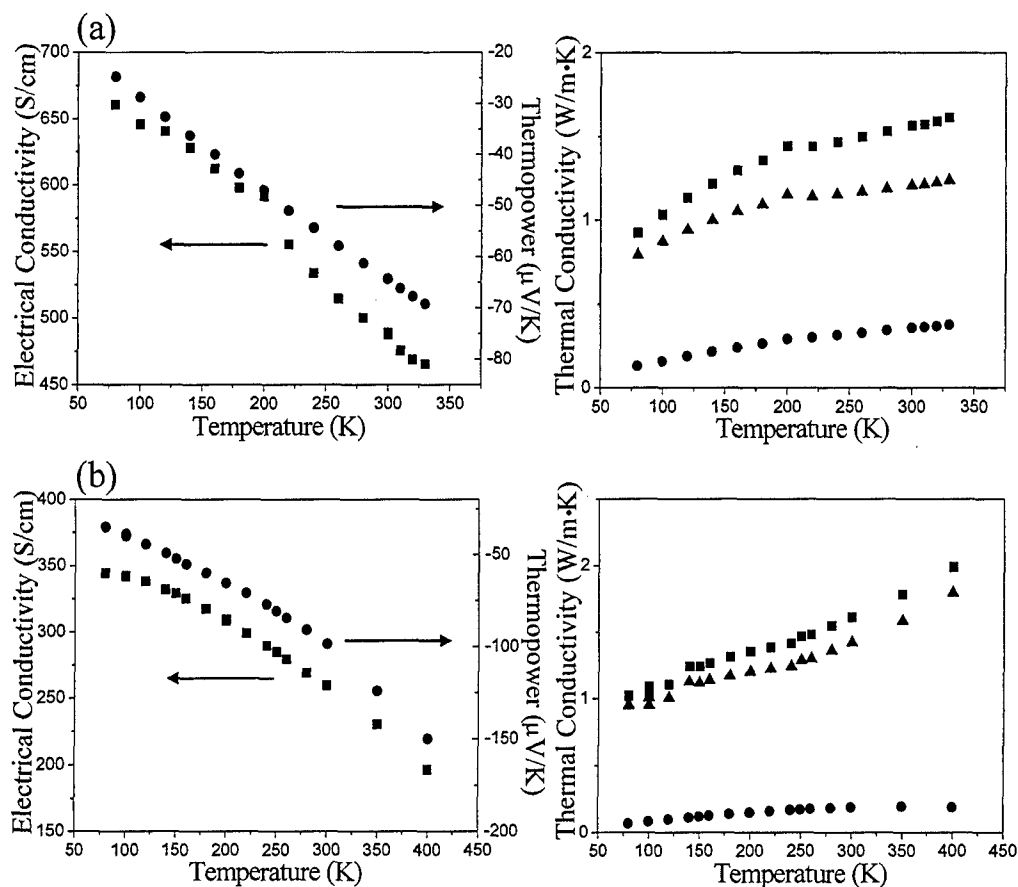 (a)
Electrical Conductivity (S/cm)
700
650
600
550
500
450
-20
-30
-40
-50
-60
-70
-80
Thermopower (μV/K)
50 100 150 200 250 300 350
Temperature (K)
Thermal Conductivity (W/m·K)
2
1
0
50 100 150 200 250 300 350
Temperature (K)
(b)
Electrical Conductivity (S/cm)
400
350
300
250
200
150
-50
-100
-150
-200
Thermopower (μV/K)
50 100 150 200 250 300 350 400 450
Temperature (K)
Thermal Conductivity (W/m·K)
2
2
1
0
50 100 150 200 250 300 350 400 450
Temperature (K)